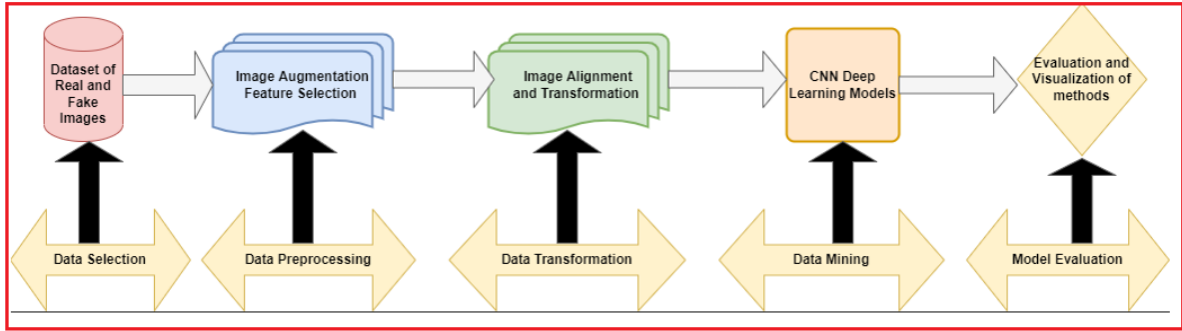 Dataset of
Real and
Fake
Images
Image Augmentation
Feature Selection
Image Alignment
and Transformation
CNN Deep
Learning Models
Evaluation and
Visualization of
methods
Data Selection
Data Preprocessing
Data Transformation
Data Mining
Model Evaluation